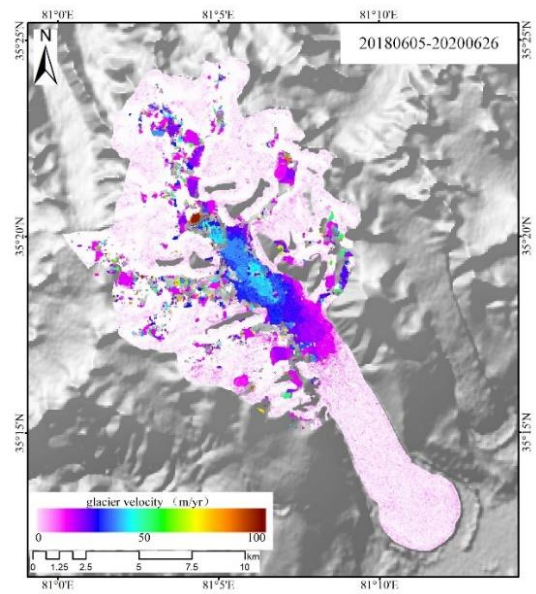 81°5'E 81°10'E
35°25'N 35°25'N
N
20180605-20200626
35°20'N 35°20'N
35°15'N 35°15'N
glacier velocity （m/yr）
0 50 100
km
0 1.25 2.5 5 7.5 10
81°0'E 81°5'E 81°10'E